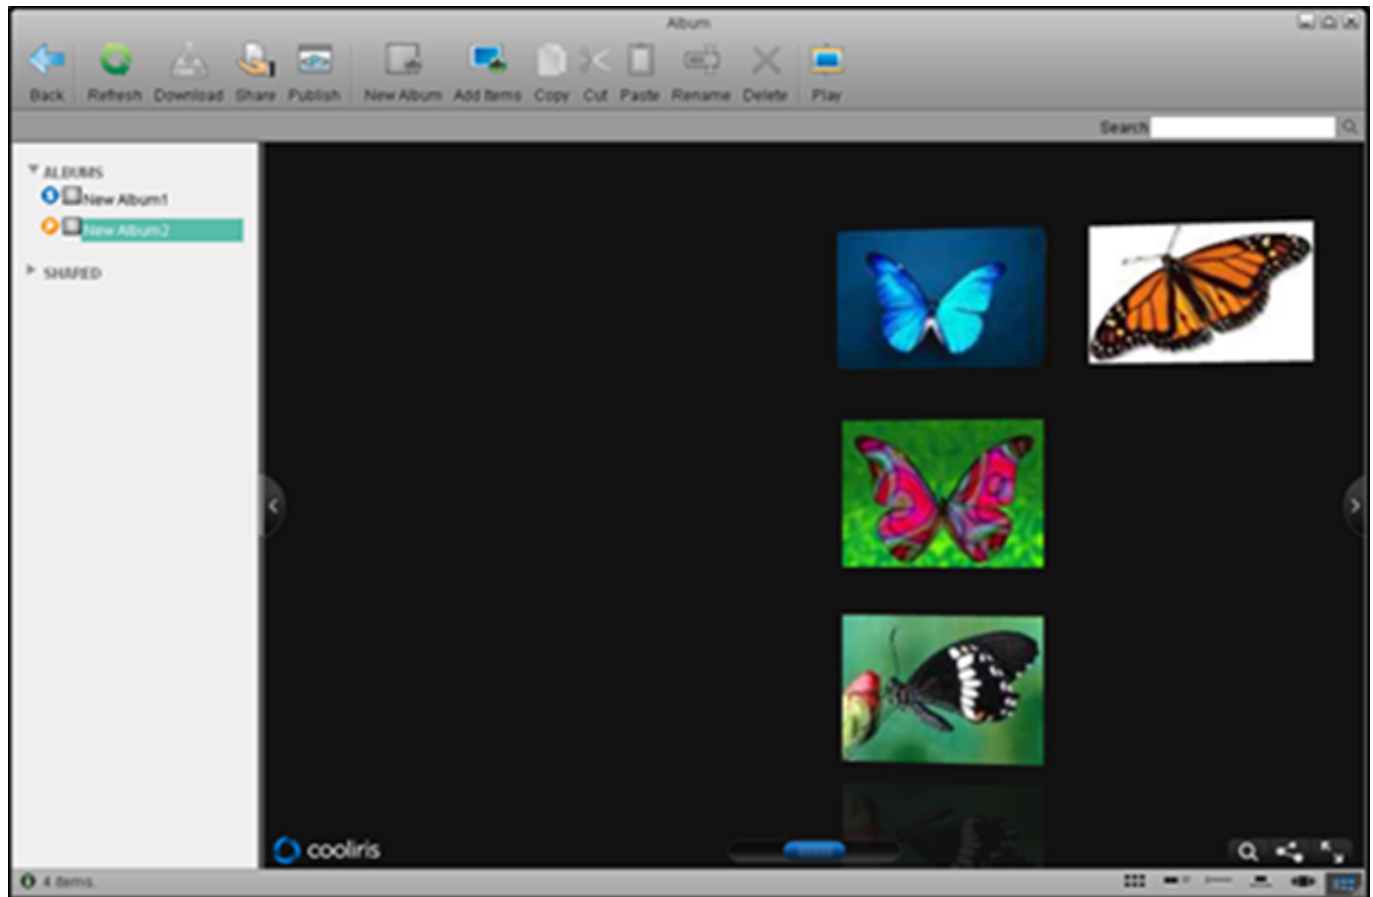 Album
Back Refresh Download Share Publish New Album Add Items Copy Cut Paste Rename Delete Play
Search
ALBUMS
New Album1
New Album2
SHARED
cooliris
4 items.